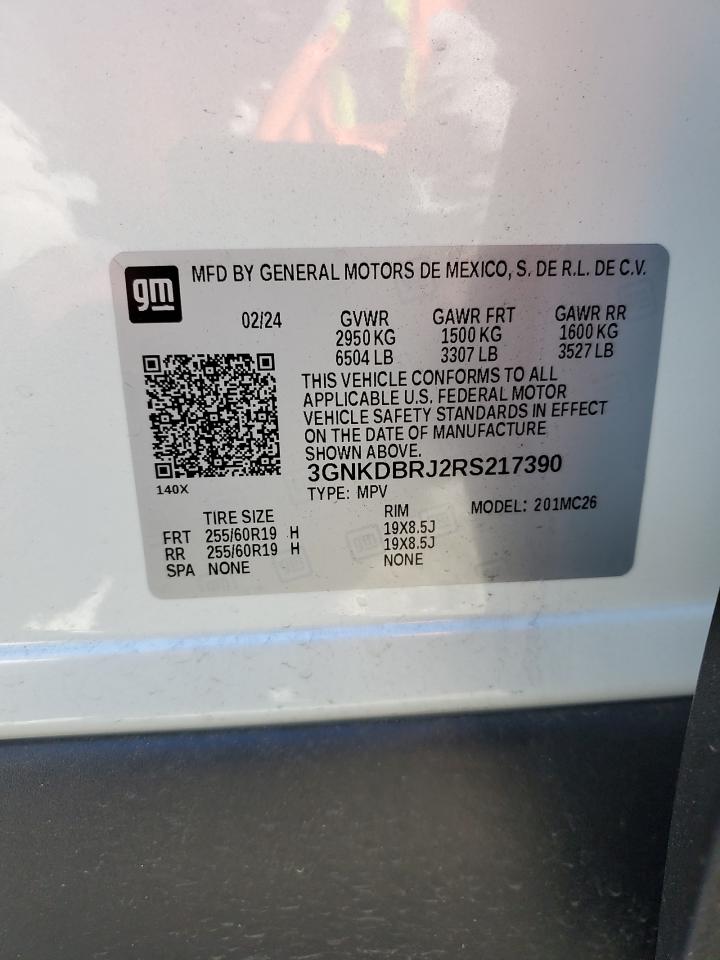 gm
MFD BY GENERAL MOTORS DE MEXICO, S. DE R.L. DE C.V.
02/24 GVWR GAWR FRT GAWR RR
2950 KG 1500 KG 1600 KG
6504 LB 3307 LB 3527 LB
THIS VEHICLE CONFORMS TO ALL
APPLICABLE U.S. FEDERAL MOTOR
VEHICLE SAFETY STANDARDS IN EFFECT
ON THE DATE OF MANUFACTURE
SHOWN ABOVE.
3GNKDBRJ2RS217390
140X
TYPE: MPV MODEL: 201MC26
TIRE SIZE RIM
FRT 255/60R19 H 19X8.5J
RR 255/60R19 H 19X8.5J
SPA NONE NONE